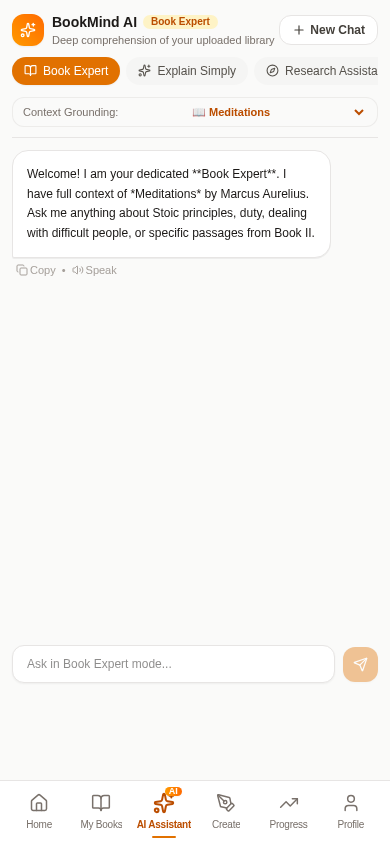 BookMind AI Book Expert
Deep comprehension of your uploaded library
New Chat
Book Expert
Explain Simply
Research Assista
Context Grounding:
📖 Meditations
Welcome! I am your dedicated **Book Expert**. I
have full context of *Meditations* by Marcus Aurelius.
Ask me anything about Stoic principles, duty, dealing
with difficult people, or specific passages from Book II.
Copy • Speak
Ask in Book Expert mode...
AI
Home
My Books
AI Assistant
Create
Progress
Profile